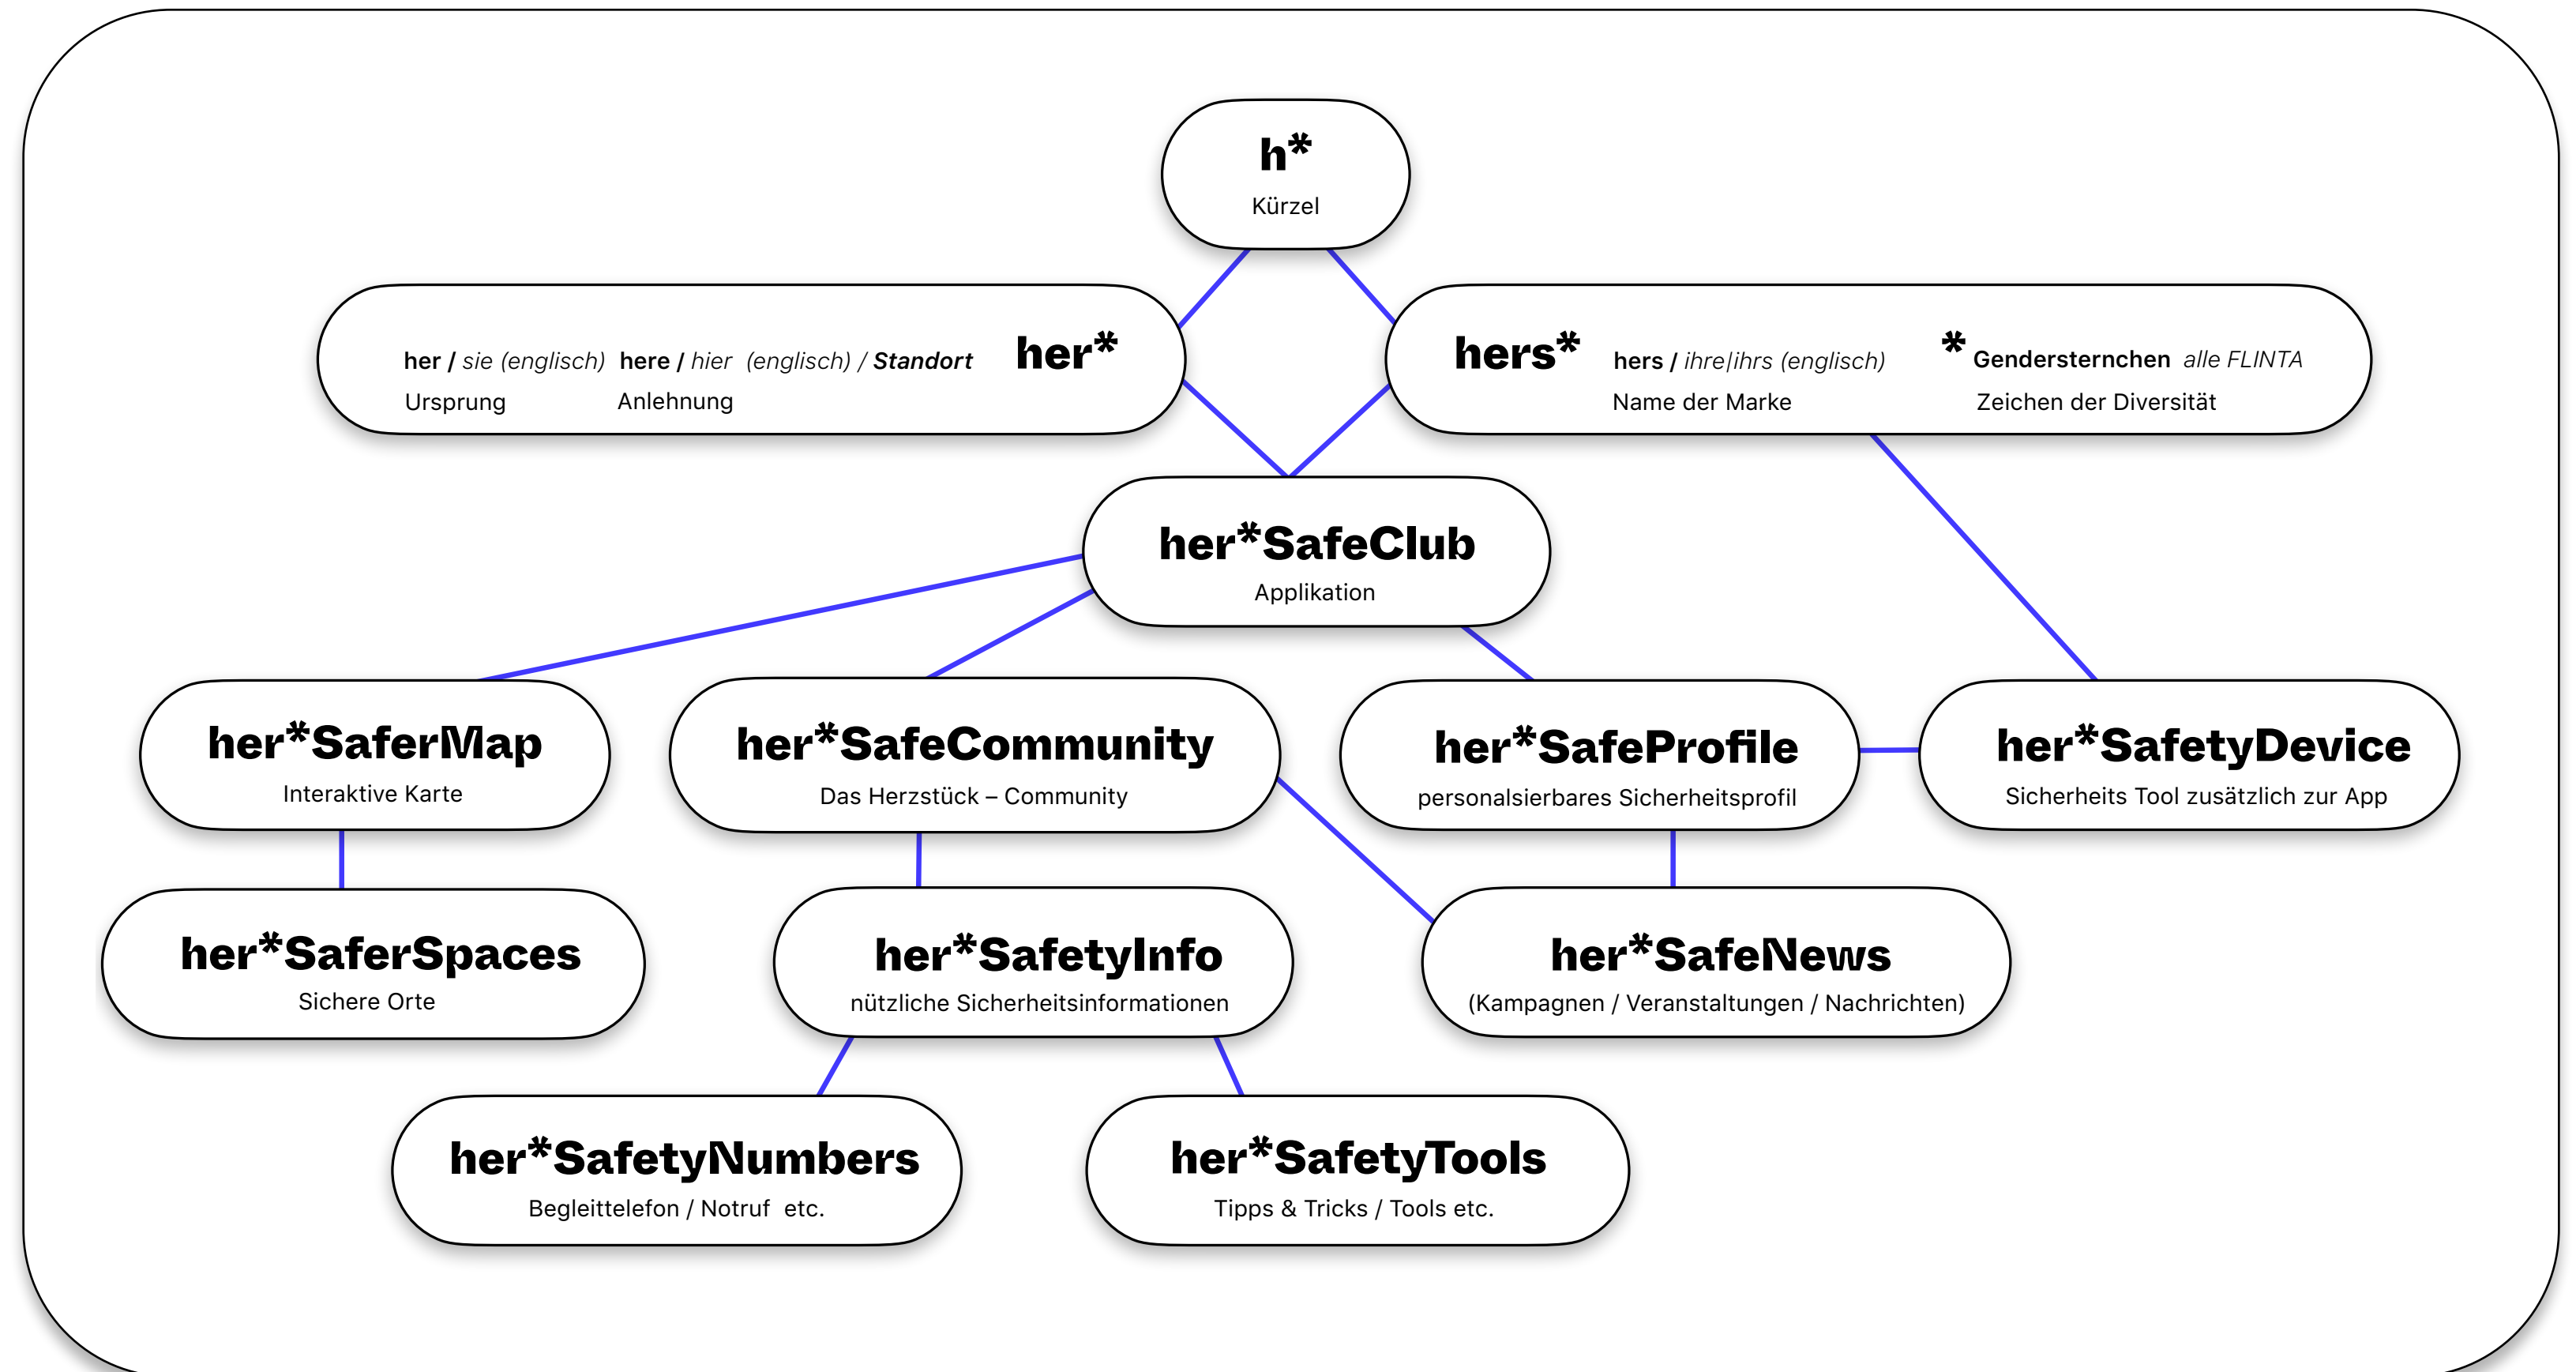 h*
Kürzel
her / sie (englisch) here / hier (englisch) / Standort her*
Ursprung Anlehnung
hers* hers / ihre/ihrs (englisch) * Gendersternchen alle FLINTA
Name der Marke Zeichen der Diversität
her*SafeClub
Applikation
her*SaferMap
Interaktive Karte
her*SafeCommunity
Das Herzstück – Community
her*SafeProfile
personalsierbares Sicherheitsprofil
her*SafetyDevice
Sicherheits Tool zusätzlich zur App
her*SaferSpaces
Sichere Orte
her*SafetyInfo
nützliche Sicherheitsinformationen
her*SafeNews
(Kampagnen / Veranstaltungen / Nachrichten)
her*SafetyNumbers
Begleittelefon / Notruf etc.
her*SafetyTools
Tipps & Tricks / Tools etc.